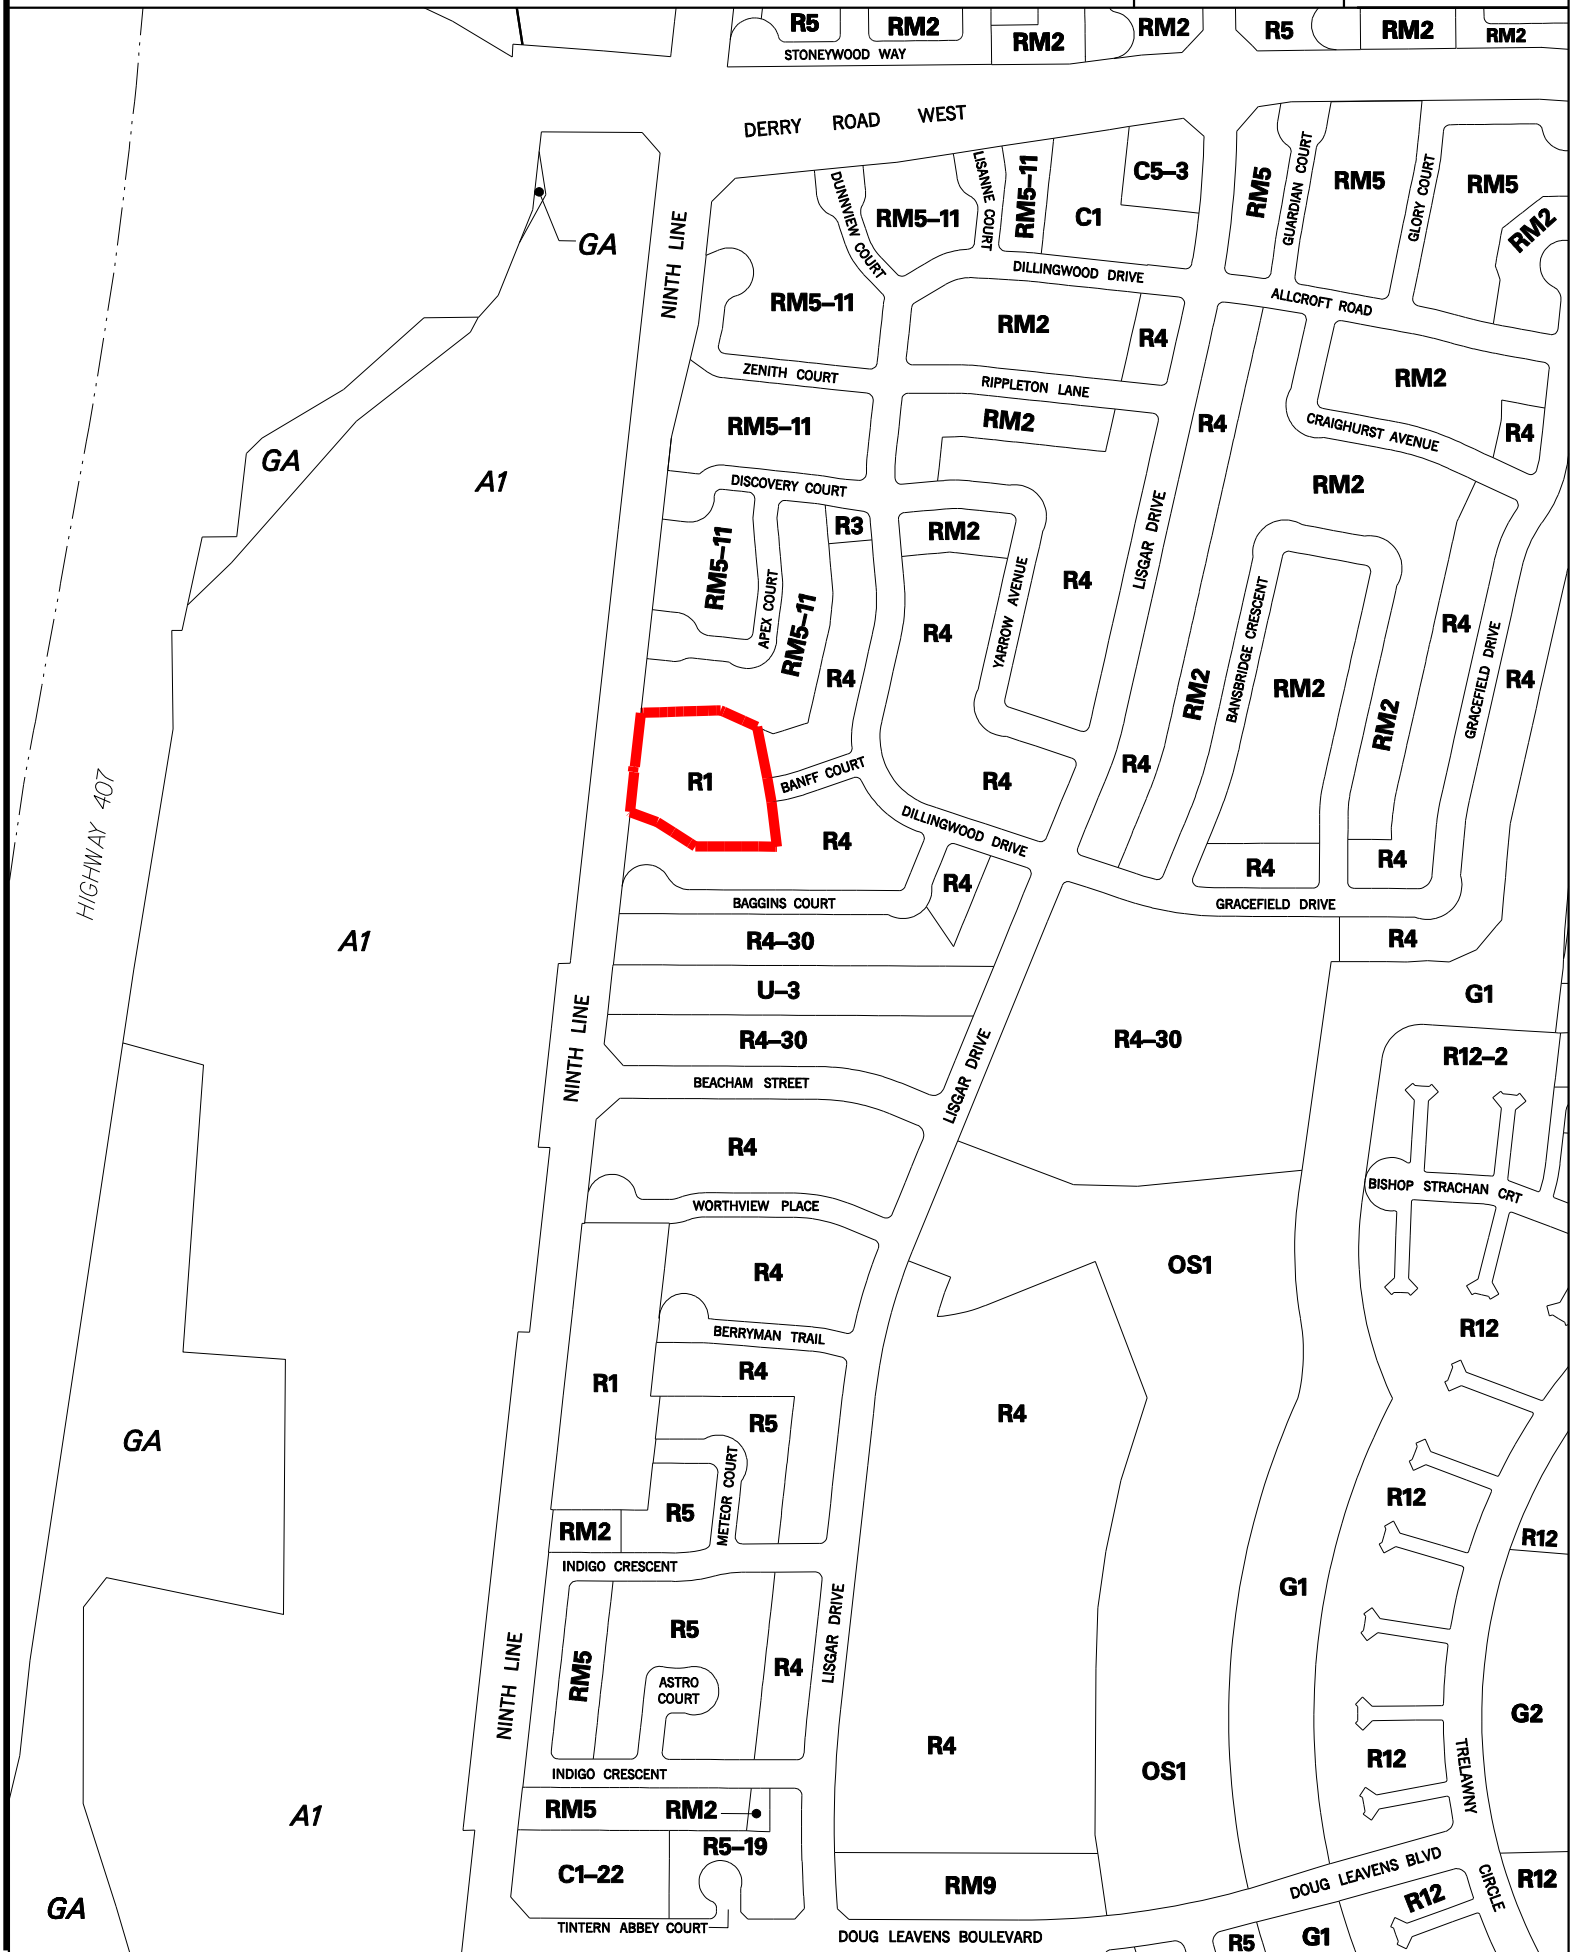 R5
RM2
RM2
RM2
R5
RM2
RM2
STONEYWOOD WAY
DERRY ROAD WEST
GA
NINTH LINE
DUNNVIEW COURT
RM5–11
LISANNE COURT
RM5–11
C1
C5–3
RM5
GUARDIAN COURT
RM5
GLORY COURT
RM5
RM2
DILLINGWOOD DRIVE
ALLCROFT ROAD
RM5–11
RM2
R4
ZENITH COURT
RIPPLETON LANE
RM2
RM5–11
RM2
R4
CRAIGHURST AVENUE
R4
GA
A1
DISCOVERY COURT
RM2
R3
RM2
LISGAR DRIVE
RM5–11
APEX COURT
RM5–11
R4
R4
YARROW AVENUE
R4
BANSBRIDGE CRESCENT
R4
GRACEFIELD DRIVE
R4
RM2
RM2
RM2
R1
BANFF COURT
R4
R4
HIGHWAY 407
DILLINGWOOD DRIVE
R4
R4
R4
R4
BAGGINS COURT
GRACEFIELD DRIVE
A1
R4–30
R4
U–3
G1
NINTH LINE
R4–30
LISGAR DRIVE
R4–30
R12–2
BEACHAM STREET
R4
BISHOP STRACHAN CRT
WORTHVIEW PLACE
R4
OS1
BERRYMAN TRAIL
R12
R1
R4
R4
R5
GA
METEOR COURT
R5
R12
RM2
R12
INDIGO CRESCENT
G1
NINTH LINE
RM5
R5
R4
LISGAR DRIVE
ASTRO
COURT
G2
R4
OS1
R12
TRELAWNY
CIRCLE
INDIGO CRESCENT
RM5
RM2
A1
R5–19
C1–22
RM9
DOUG LEAVENS BLVD
R12
R12
GA
TINTERN ABBEY COURT
DOUG LEAVENS BOULEVARD
R5
G1